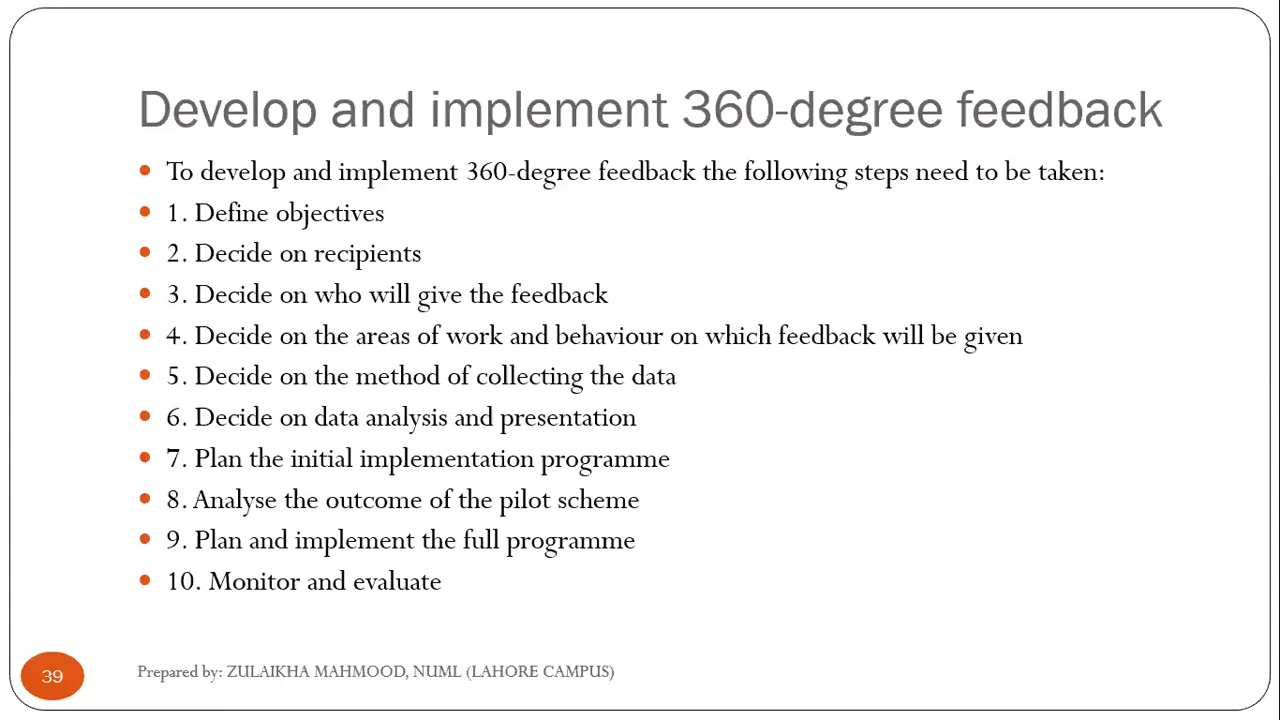 Develop and implement 360-degree feedback
• To develop and implement 360-degree feedback the following steps need to be taken:
• 1. Define objectives
• 2. Decide on recipients
• 3. Decide on who will give the feedback
• 4. Decide on the areas of work and behaviour on which feedback will be given
• 5. Decide on the method of collecting the data
• 6. Decide on data analysis and presentation
• 7. Plan the initial implementation programme
• 8. Analyse the outcome of the pilot scheme
• 9. Plan and implement the full programme
• 10. Monitor and evaluate
39
Prepared by: ZULAIKHA MAHMOOD, NUML (LAHORE CAMPUS)